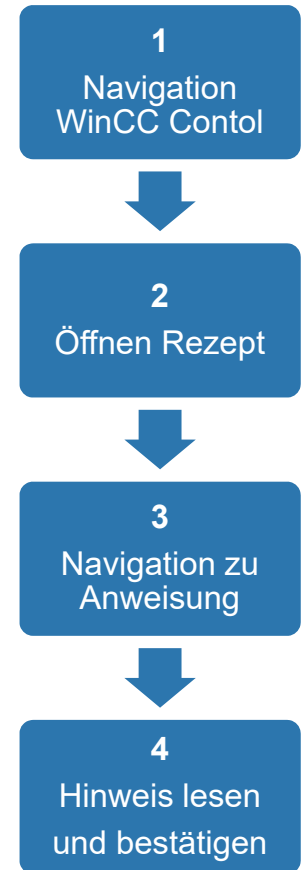 1
Navigation
WinCC Contol
2
Öffnen Rezept
3
Navigation zu
Anweisung
4
Hinweis lesen
und bestätigen